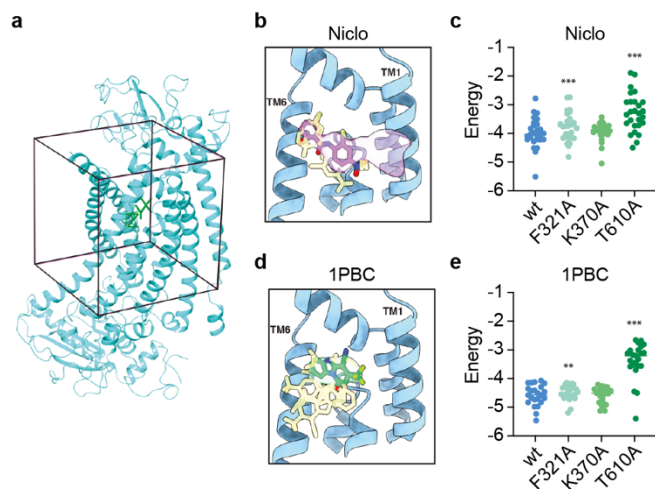 a
b
Niclo
TM1
TM6
c
Niclo
***
***
Energy
-1
-2
-3
-4
-5
-6
wt
F321A
K370A
T610A
d
1PBC
TM6
TM1
e
1PBC
***
**
Energy
-1
-2
-3
-4
-5
-6
wt
F321A
K370A
T610A